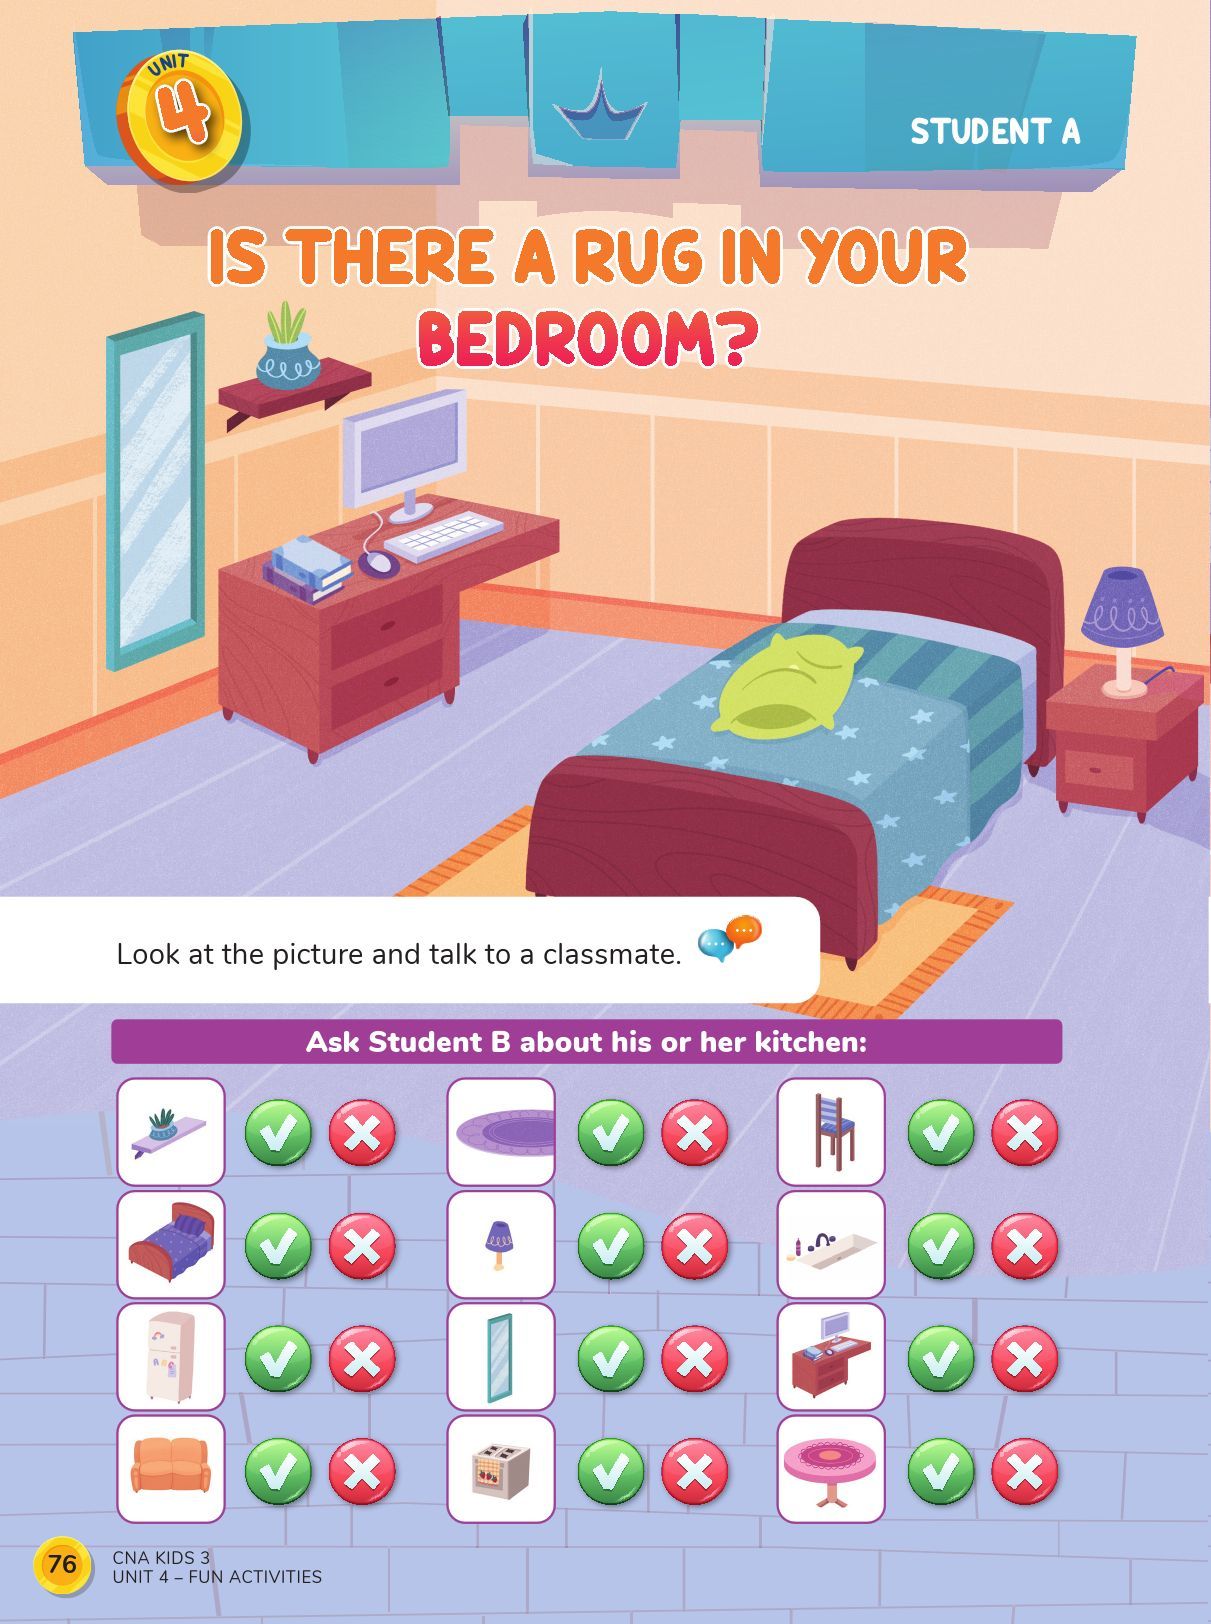 UNIT
4
STUDENT A
IS THERE A RUG IN YOUR
BEDROOM?
Look at the picture and talk to a classmate.
Ask Student B about his or her kitchen:
76
CNA KIDS 3
UNIT 4 – FUN ACTIVITIES